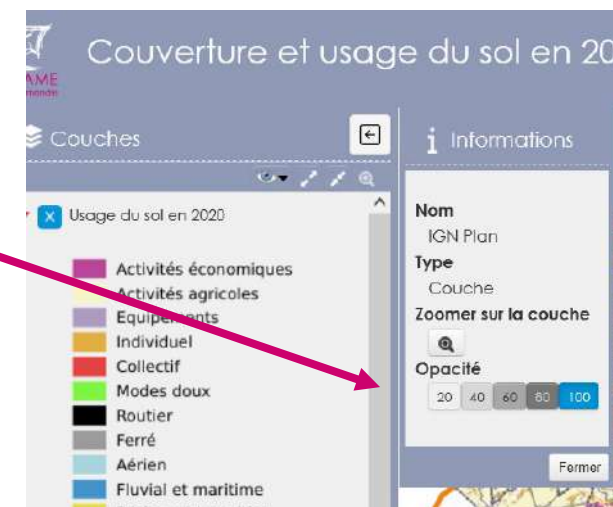 Couverture et usage du sol en 20
AME
Couches
Usage du sol en 2020
Activités économiques
Activités agricoles
Equipements
Individuel
Collectif
Modes doux
Routier
Ferré
Aérien
Fluvial et maritime
i Informations
Nom
IGN Plan
Type
Couche
Zoomer sur la couche
Opacité
20 40 60 80 100
Fermer